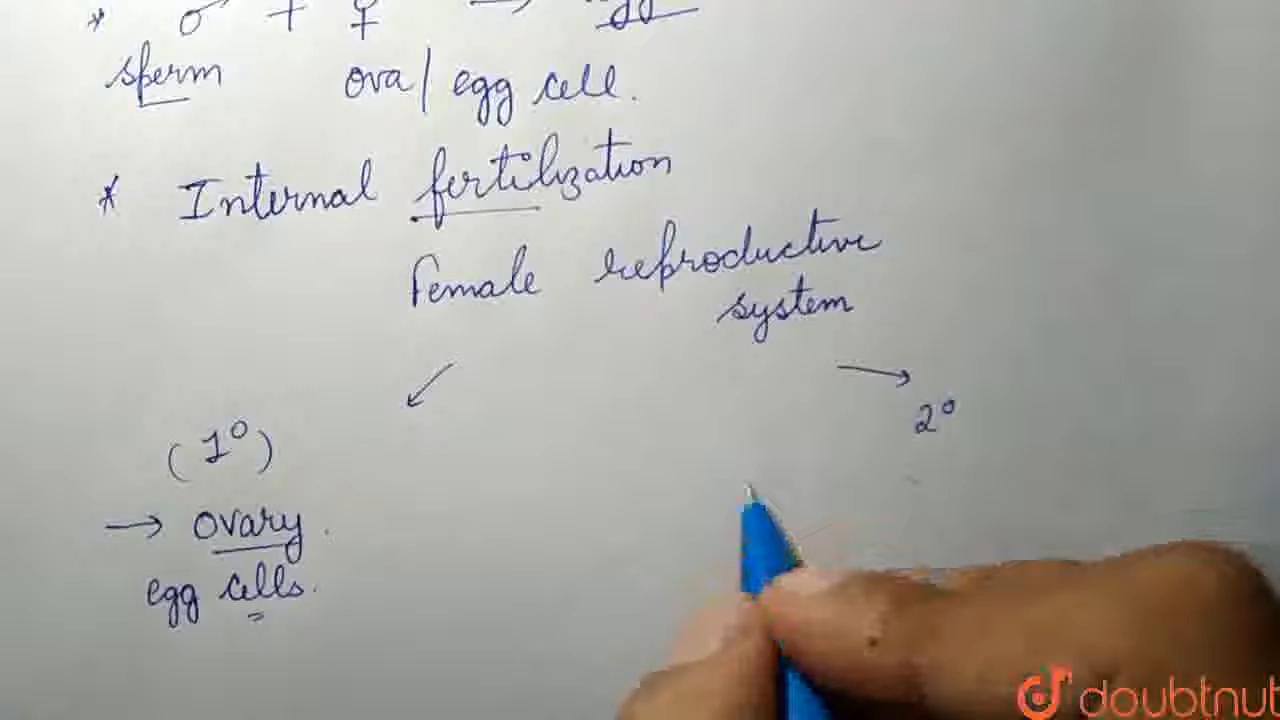 * ♂ + ♀ →
sperm ova/egg cell.
* Internal fertilization
Female reproductive
system
(1°) 2°
→ ovary.
egg cells.
doubtnut